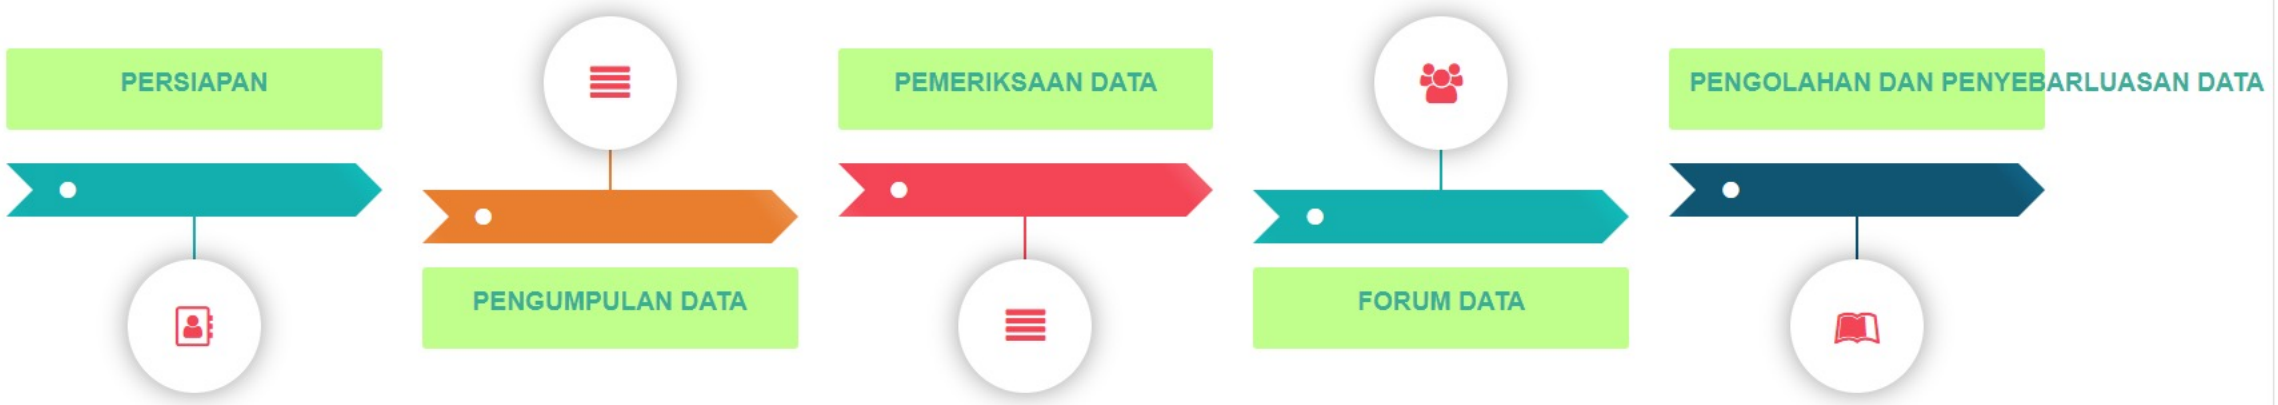 PERSIAPAN
PENGUMPULAN DATA
PEMERIKSAAN DATA
FORUM DATA
PENGOLAHAN DAN PENYEBARLUASAN DATA